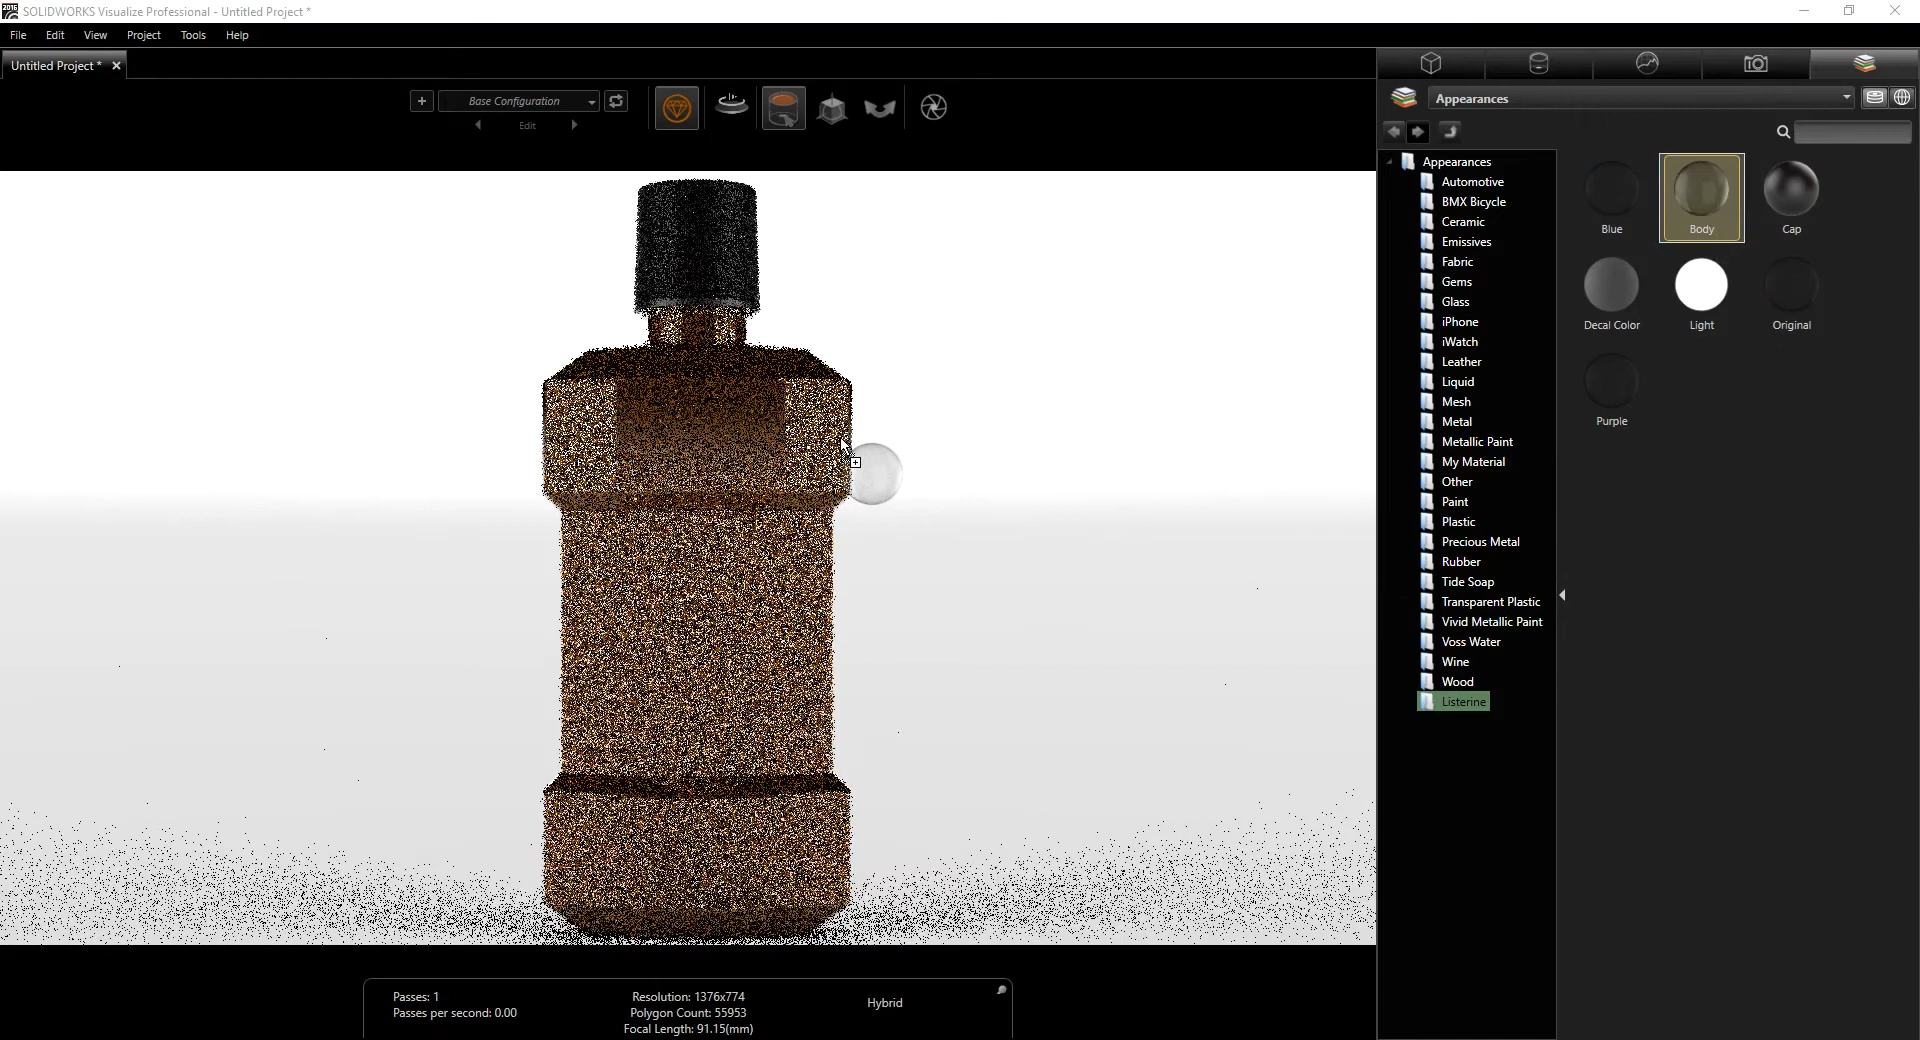 2016
SOLIDWORKS Visualize Professional - Untitled Project *
File Edit View Project Tools Help
Untitled Project *
Base Configuration
Edit
Appearances
Appearances
Automotive
BMX Bicycle
Ceramic
Emissives
Fabric
Gems
Glass
iPhone
iWatch
Leather
Liquid
Mesh
Metal
Metallic Paint
My Material
Other
Paint
Plastic
Precious Metal
Rubber
Tide Soap
Transparent Plastic
Vivid Metallic Paint
Voss Water
Wine
Wood
Listerine
Blue Body Cap
Decal Color Light Original
Purple
Passes: 1
Passes per second: 0.00
Resolution: 1376x774
Polygon Count: 55953
Focal Length: 91.15(mm)
Hybrid